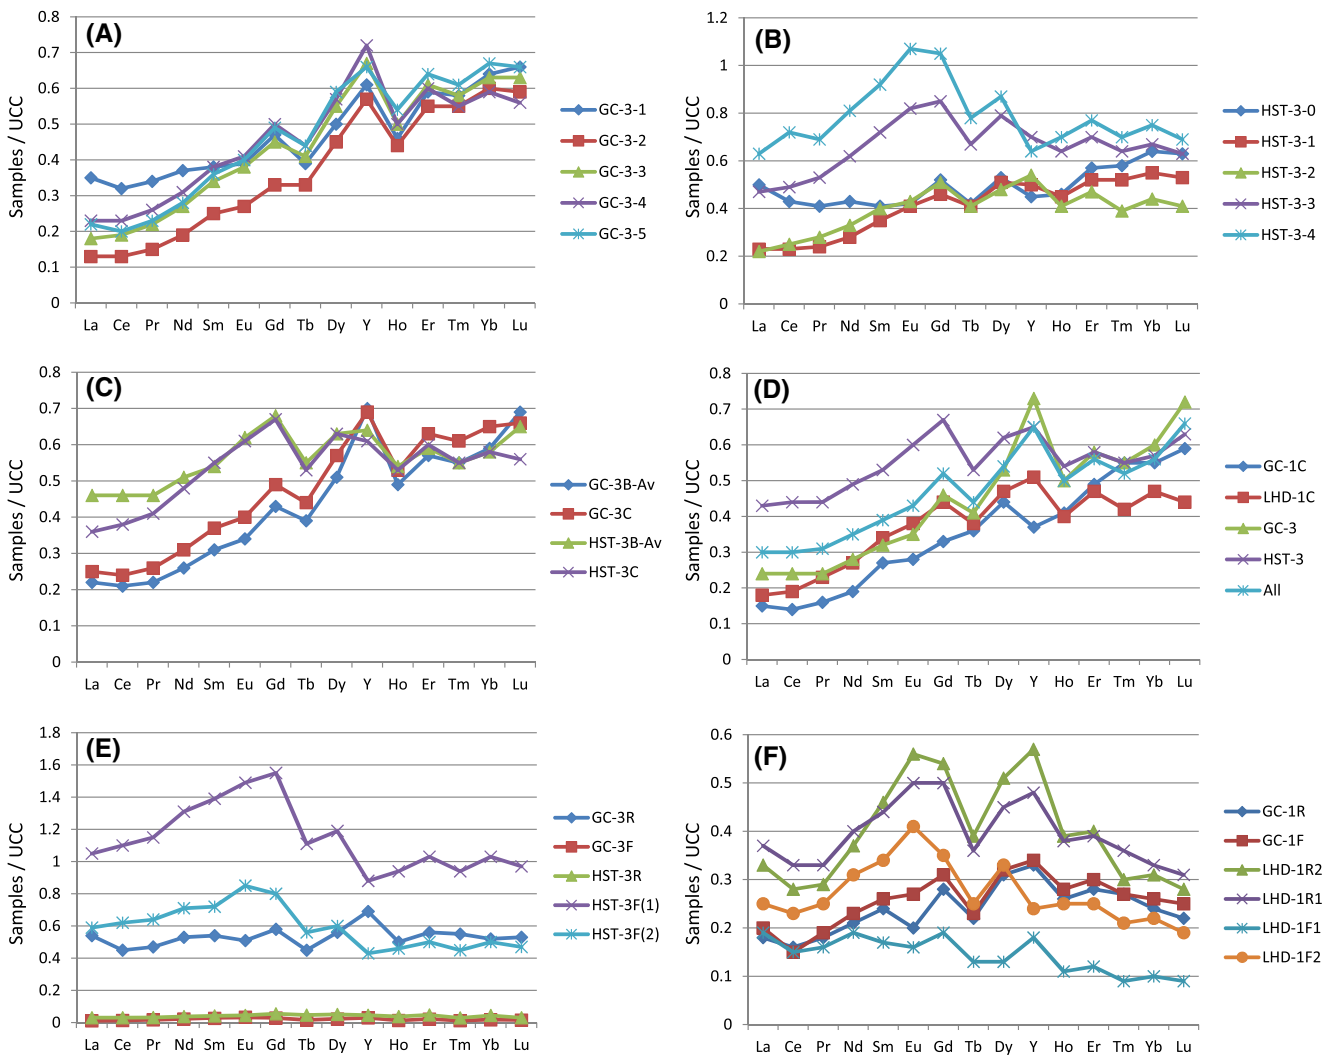 (A)
Samples / UCC
0.8
0.7
0.6
0.5
0.4
0.3
0.2
0.1
0
La Ce Pr Nd Sm Eu Gd Tb Dy Y Ho Er Tm Yb Lu
GC-3-1
GC-3-2
GC-3-3
GC-3-4
GC-3-5
(B)
Samples / UCC
1.2
1
0.8
0.6
0.4
0.2
0
La Ce Pr Nd Sm Eu Gd Tb Dy Y Ho Er Tm Yb Lu
HST-3-0
HST-3-1
HST-3-2
HST-3-3
HST-3-4
(C)
Samples / UCC
0.8
0.7
0.6
0.5
0.4
0.3
0.2
0.1
0
La Ce Pr Nd Sm Eu Gd Tb Dy Y Ho Er Tm Yb Lu
GC-3B-Av
GC-3C
HST-3B-Av
HST-3C
(D)
Samples / UCC
0.8
0.7
0.6
0.5
0.4
0.3
0.2
0.1
0
La Ce Pr Nd Sm Eu Gd Tb Dy Y Ho Er Tm Yb Lu
GC-1C
LHD-1C
GC-3
HST-3
All
(E)
Samples / UCC
1.8
1.6
1.4
1.2
1
0.8
0.6
0.4
0.2
0
La Ce Pr Nd Sm Eu Gd Tb Dy Y Ho Er Tm Yb Lu
GC-3R
GC-3F
HST-3R
HST-3F(1)
HST-3F(2)
(F)
Samples / UCC
0.6
0.5
0.4
0.3
0.2
0.1
0
La Ce Pr Nd Sm Eu Gd Tb Dy Y Ho Er Tm Yb Lu
GC-1R
GC-1F
LHD-1R2
LHD-1R1
LHD-1F1
LHD-1F2